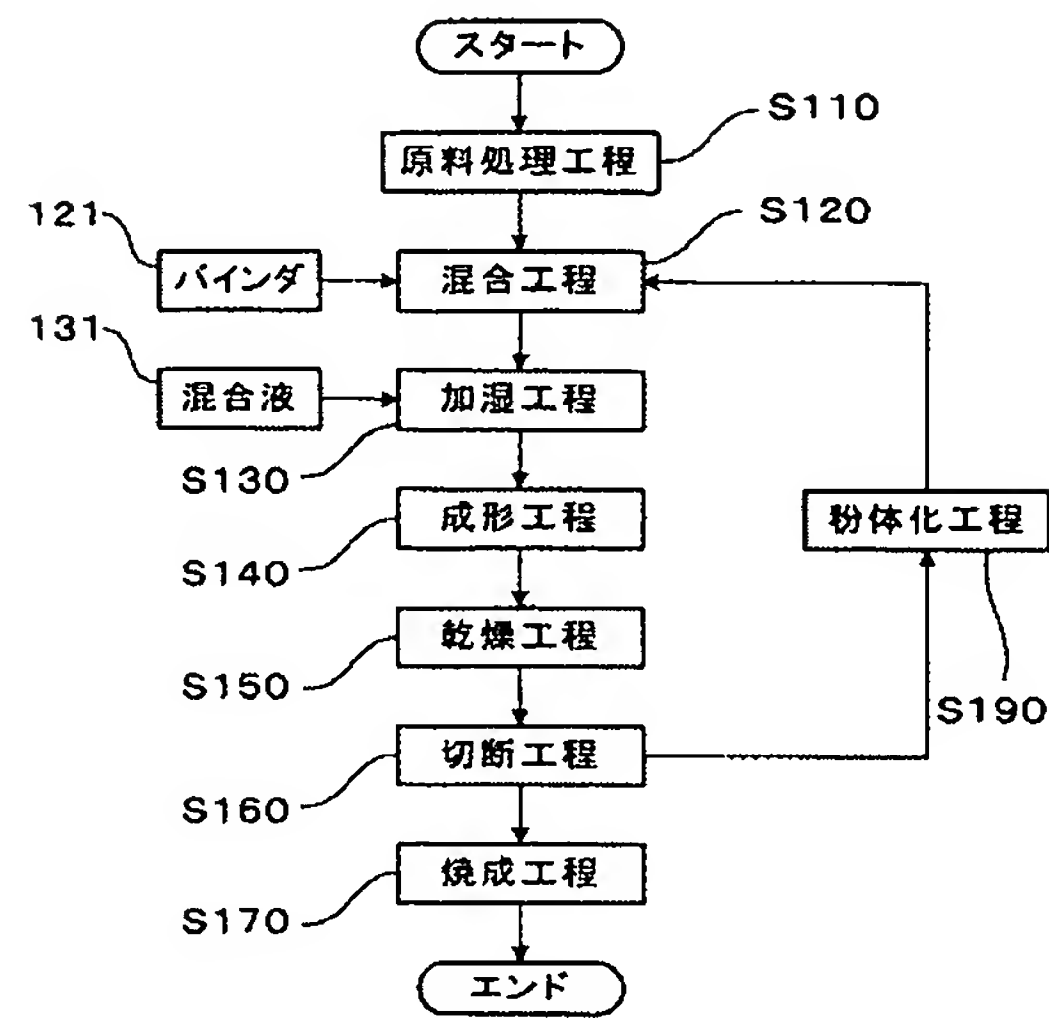 スタート
S110
原料処理工程
121
S120
バインダ
混合工程
131
混合液
加湿工程
S130
成形工程
粉体化工程
S140
乾燥工程
S150
S190
切断工程
S160
焼成工程
S170
エンド